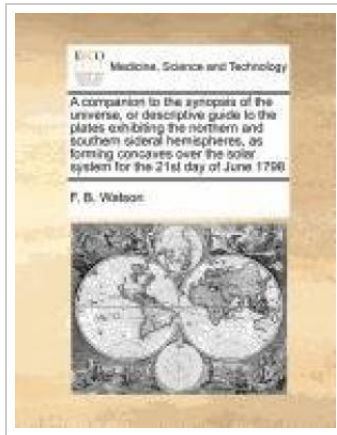 ECCO
Medicine, Science and Technology
A companion to the synopsis of the
universe, or descriptive guide to the
plates exhibiting the northern and
southern sideral hemispheres, as
forming concaves over the solar
system for the 21st day of June 1798
F. B. Watson